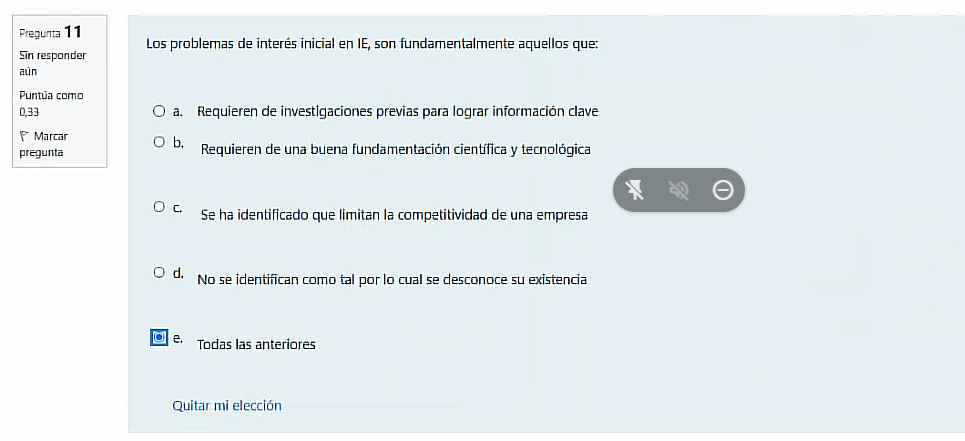 Pregunta 11
Sin responder
aún
Puntúa como
0,33
Marcar
pregunta
Los problemas de interés inicial en IE, son fundamentalmente aquellos que:
a. Requieren de investigaciones previas para lograr información clave
b. Requieren de una buena fundamentación científica y tecnológica
c. Se ha identificado que limitan la competitividad de una empresa
d. No se identifican como tal por lo cual se desconoce su existencia
e. Todas las anteriores
Quitar mi elección